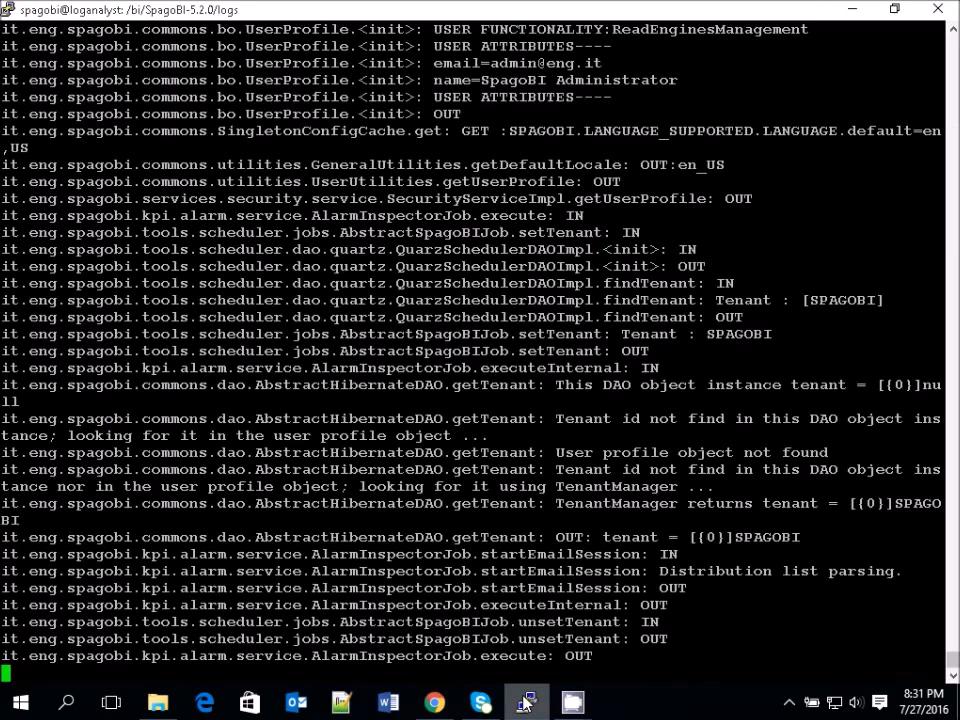 spagobi@loganalyst: /bi/SpagoBI-5.2.0/logs
it.eng.spagobi.commons.bo.UserProfile.<init>: USER FUNCTIONALITY:ReadEnginesManagement
it.eng.spagobi.commons.bo.UserProfile.<init>: USER ATTRIBUTES----
it.eng.spagobi.commons.bo.UserProfile.<init>: email=admin@eng.it
it.eng.spagobi.commons.bo.UserProfile.<init>: name=SpagoBI Administrator
it.eng.spagobi.commons.bo.UserProfile.<init>: USER ATTRIBUTES----
it.eng.spagobi.commons.bo.UserProfile.<init>: OUT
it.eng.spagobi.commons.SingletonConfigCache.get: GET :SPAGOBI.LANGUAGE_SUPPORTED.LANGUAGE.default=en
,US
it.eng.spagobi.commons.utilities.GeneralUtilities.getDefaultLocale: OUT:en_US
it.eng.spagobi.commons.utilities.UserUtilities.getUserProfile: OUT
it.eng.spagobi.services.security.service.SecurityServiceImpl.getUserProfile: OUT
it.eng.spagobi.kpi.alarm.service.AlarmInspectorJob.execute: IN
it.eng.spagobi.tools.scheduler.jobs.AbstractSpagoBIJob.setTenant: IN
it.eng.spagobi.tools.scheduler.dao.quartz.QuarzSchedulerDAOImpl.<init>: IN
it.eng.spagobi.tools.scheduler.dao.quartz.QuarzSchedulerDAOImpl.<init>: OUT
it.eng.spagobi.tools.scheduler.dao.quartz.QuarzSchedulerDAOImpl.findTenant: IN
it.eng.spagobi.tools.scheduler.dao.quartz.QuarzSchedulerDAOImpl.findTenant: Tenant : [SPAGOBI]
it.eng.spagobi.tools.scheduler.dao.quartz.QuarzSchedulerDAOImpl.findTenant: OUT
it.eng.spagobi.tools.scheduler.jobs.AbstractSpagoBIJob.setTenant: Tenant : SPAGOBI
it.eng.spagobi.tools.scheduler.jobs.AbstractSpagoBIJob.setTenant: OUT
it.eng.spagobi.kpi.alarm.service.AlarmInspectorJob.executeInternal: IN
it.eng.spagobi.commons.dao.AbstractHibernateDAO.getTenant: This DAO object instance tenant = [{0}]nu
ll
it.eng.spagobi.commons.dao.AbstractHibernateDAO.getTenant: Tenant id not find in this DAO object ins
tance; looking for it in the user profile object ...
it.eng.spagobi.commons.dao.AbstractHibernateDAO.getTenant: User profile object not found
it.eng.spagobi.commons.dao.AbstractHibernateDAO.getTenant: Tenant id not find in this DAO object ins
tance nor in the user profile object; looking for it using TenantManager ...
it.eng.spagobi.commons.dao.AbstractHibernateDAO.getTenant: TenantManager returns tenant = [{0}]SPAGO
BI
it.eng.spagobi.commons.dao.AbstractHibernateDAO.getTenant: OUT: tenant = [{0}]SPAGOBI
it.eng.spagobi.kpi.alarm.service.AlarmInspectorJob.startEmailSession: IN
it.eng.spagobi.kpi.alarm.service.AlarmInspectorJob.startEmailSession: Distribution list parsing.
it.eng.spagobi.kpi.alarm.service.AlarmInspectorJob.startEmailSession: OUT
it.eng.spagobi.kpi.alarm.service.AlarmInspectorJob.executeInternal: OUT
it.eng.spagobi.tools.scheduler.jobs.AbstractSpagoBIJob.unsetTenant: IN
it.eng.spagobi.tools.scheduler.jobs.AbstractSpagoBIJob.unsetTenant: OUT
it.eng.spagobi.kpi.alarm.service.AlarmInspectorJob.execute: OUT
8:31 PM
7/27/2016